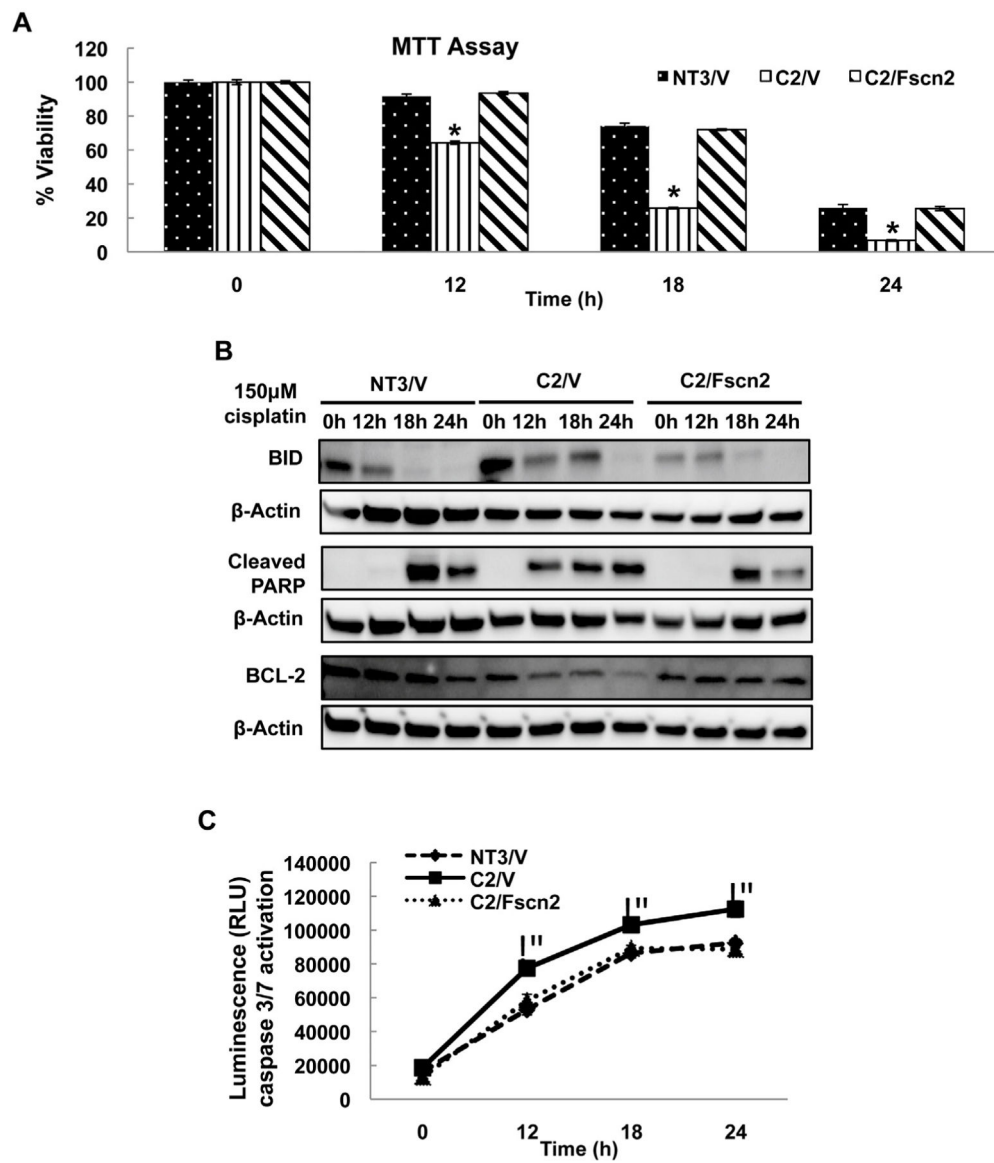 A
MTT Assay
NT3/V C2/V C2/Fscn2
% Viability
120
100
80
60
40
20
0
* * *
0 12 18 24
Time (h)
B
150µM cisplatin
NT3/V C2/V C2/Fscn2
0h 12h 18h 24h 0h 12h 18h 24h 0h 12h 18h 24h
BID
β-Actin
Cleaved
PARP
β-Actin
BCL-2
β-Actin
C
Luminescence (RLU)
caspase 3/7 activation
140000
120000
100000
80000
60000
40000
20000
0
NT3/V
C2/V
C2/Fscn2
" " "
0 12 18 24
Time (h)